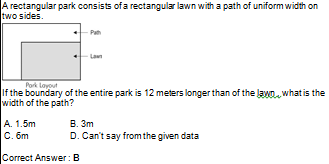 A rectangular park consists of a rectangular lawn with a path of uniform width on
two sides.
Path
Lawn
Park Layout
If the boundary of the entire park is 12 meters longer than of the lawn, what is the
width of the path?
A. 1.5m B. 3m
C. 6m D. Can't say from the given data
Correct Answer: B